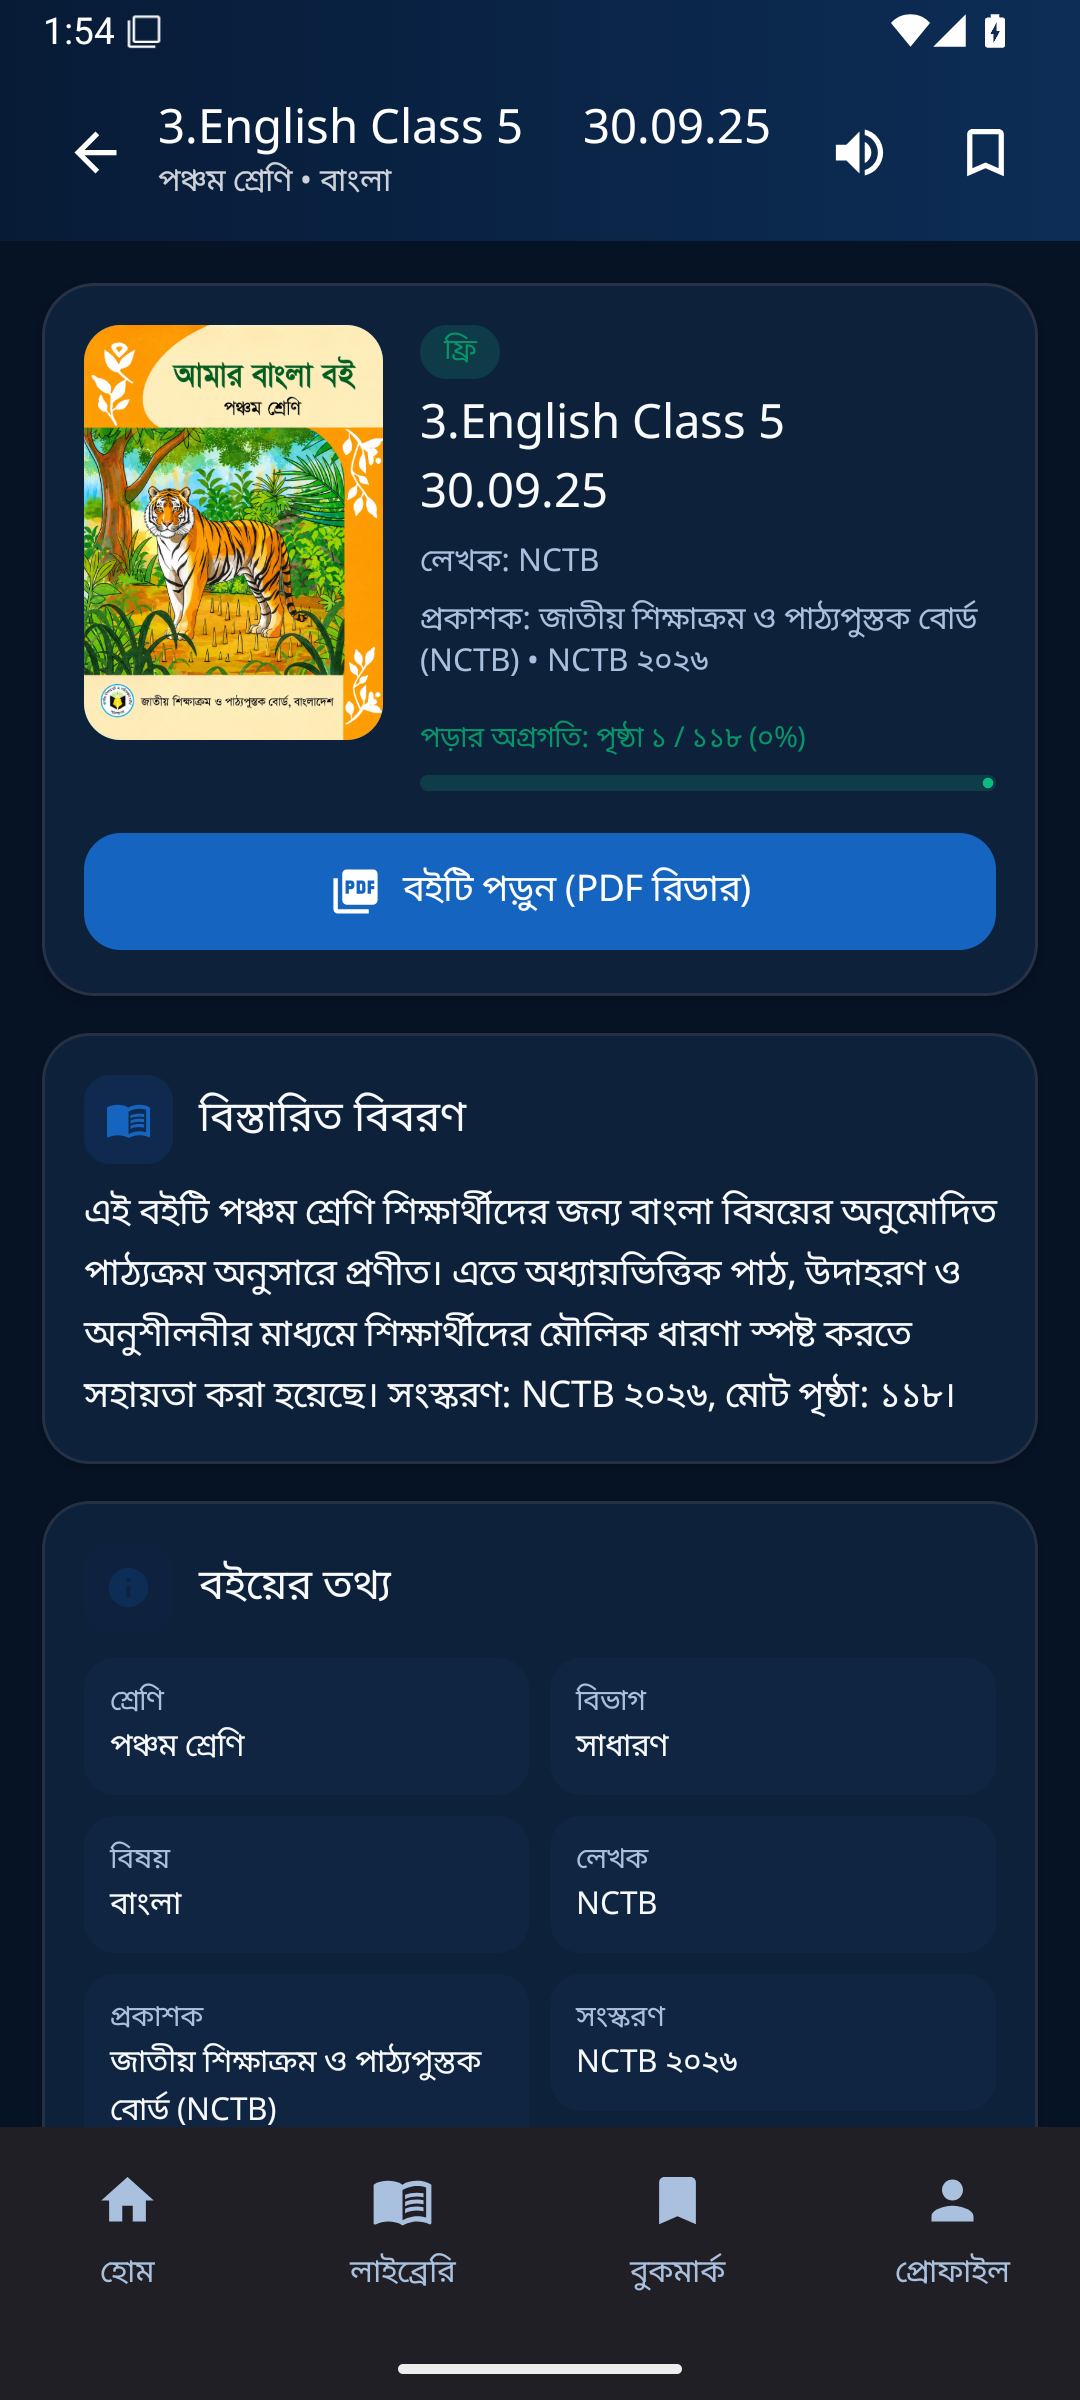 1:54
3.English Class 5 30.09.25
পঞ্চম শ্রেণি • বাংলা
আমার বাংলা বই
পঞ্চম শ্রেণি
জাতীয় শিক্ষাক্রম ও পাঠ্যপুস্তক বোর্ড, বাংলাদেশ
ফ্রি
3.English Class 5
30.09.25
লেখক: NCTB
প্রকাশক: জাতীয় শিক্ষাক্রম ও পাঠ্যপুস্তক বোর্ড
(NCTB) • NCTB ২০২৬
পড়ার অগ্রগতি: পৃষ্ঠা ১ / ১১৮ (০%)
PDF বইটি পড়ুন (PDF রিডার)
বিস্তারিত বিবরণ
এই বইটি পঞ্চম শ্রেণি শিক্ষার্থীদের জন্য বাংলা বিষয়ের অনুমোদিত
পাঠ্যক্রম অনুসারে প্রণীত। এতে অধ্যায়ভিত্তিক পাঠ, উদাহরণ ও
অনুশীলনীর মাধ্যমে শিক্ষার্থীদের মৌলিক ধারণা স্পষ্ট করতে
সহায়তা করা হয়েছে। সংস্করণ: NCTB ২০২৬, মোট পৃষ্ঠা: ১১৮।
বইয়ের তথ্য
শ্রেণি
পঞ্চম শ্রেণি
বিভাগ
সাধারণ
বিষয়
বাংলা
লেখক
NCTB
প্রকাশক
জাতীয় শিক্ষাক্রম ও পাঠ্যপুস্তক
বোর্ড (NCTB)
সংস্করণ
NCTB ২০২৬
হোম
লাইব্রেরি
বুকমার্ক
প্রোফাইল